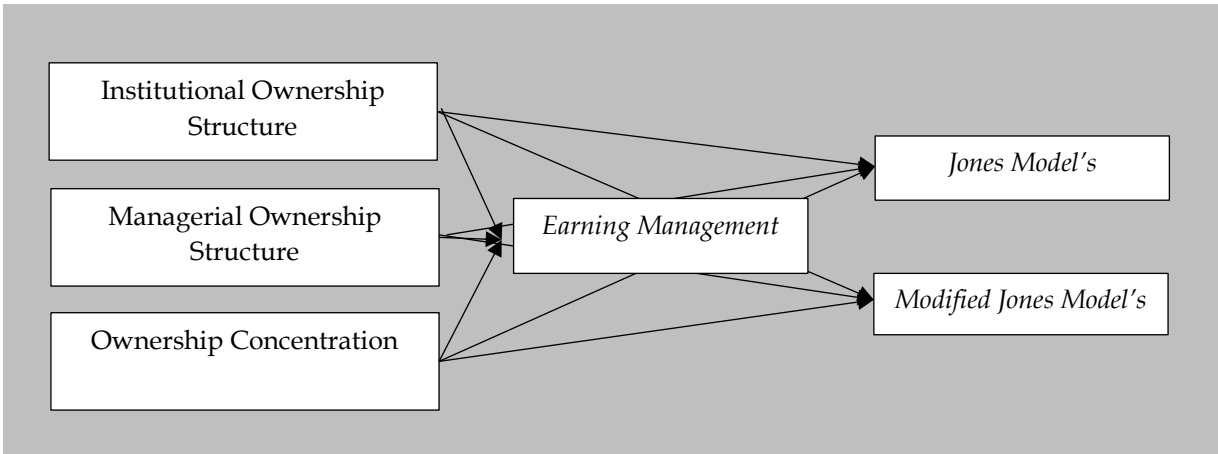 Institutional Ownership
Structure
Managerial Ownership
Structure
Ownership Concentration
Earning Management
Jones Model's
Modified Jones Model's